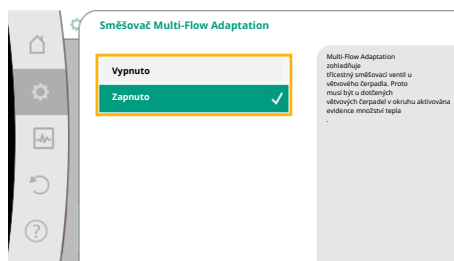 Směšovač Multi-Flow Adaptation
Vypnuto
Zapnuto
Multi-Flow Adaptation
zohledňuje
třícestný směšovací ventil u
větvového čerpadla. Proto
musí být u dotčených
větvových čerpadel v okruhu aktivována
evidence množství tepla
.
?